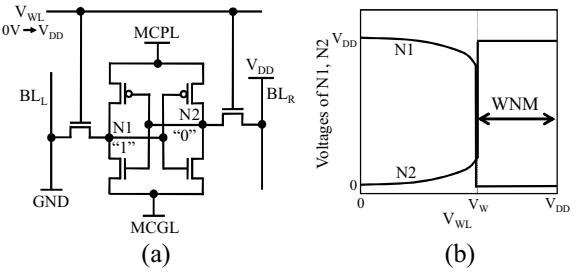 V_WL
0V → V_DD
MCPL
V_DD
BL_L
BL_R
N1
"1"
N2
"0"
GND
MCGL
(a)
Voltages of N1, N2
V_DD
N1
WNM
N2
0
0
V_W
V_DD
V_WL
(b)